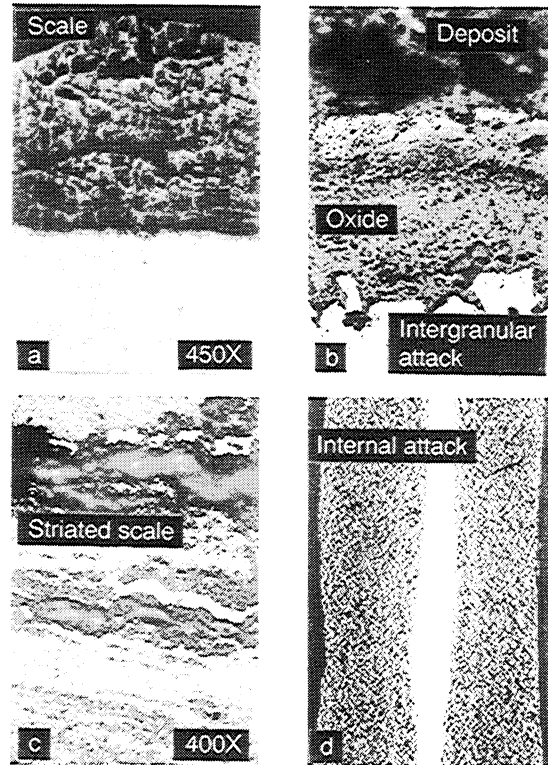 Scale
a
450X
Deposit
Oxide
b
Intergranular
attack
Striated scale
c
400X
Internal attack
d